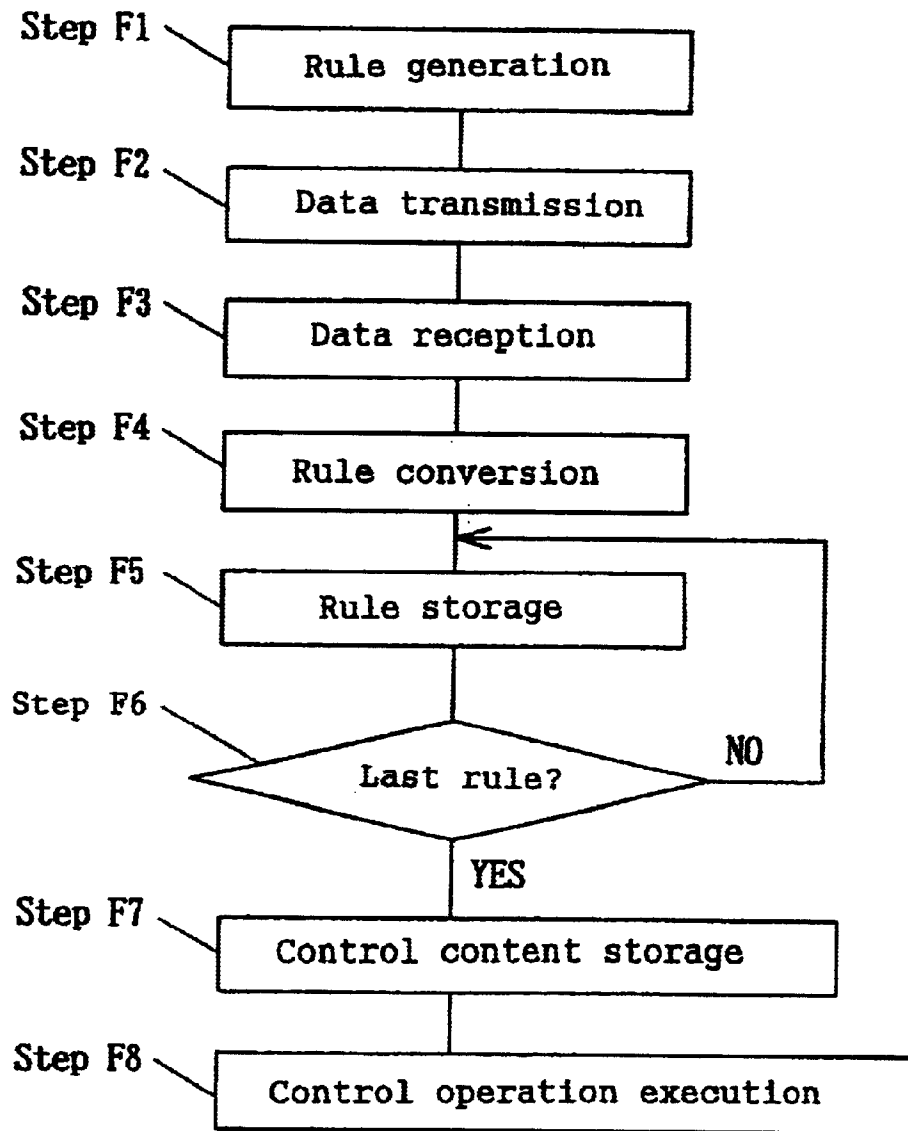 Step F1
Rule generation
Step F2
Data transmission
Step F3
Data reception
Step F4
Rule conversion
Step F5
Rule storage
Step F6
Last rule?
NO
YES
Step F7
Control content storage
Step F8
Control operation execution